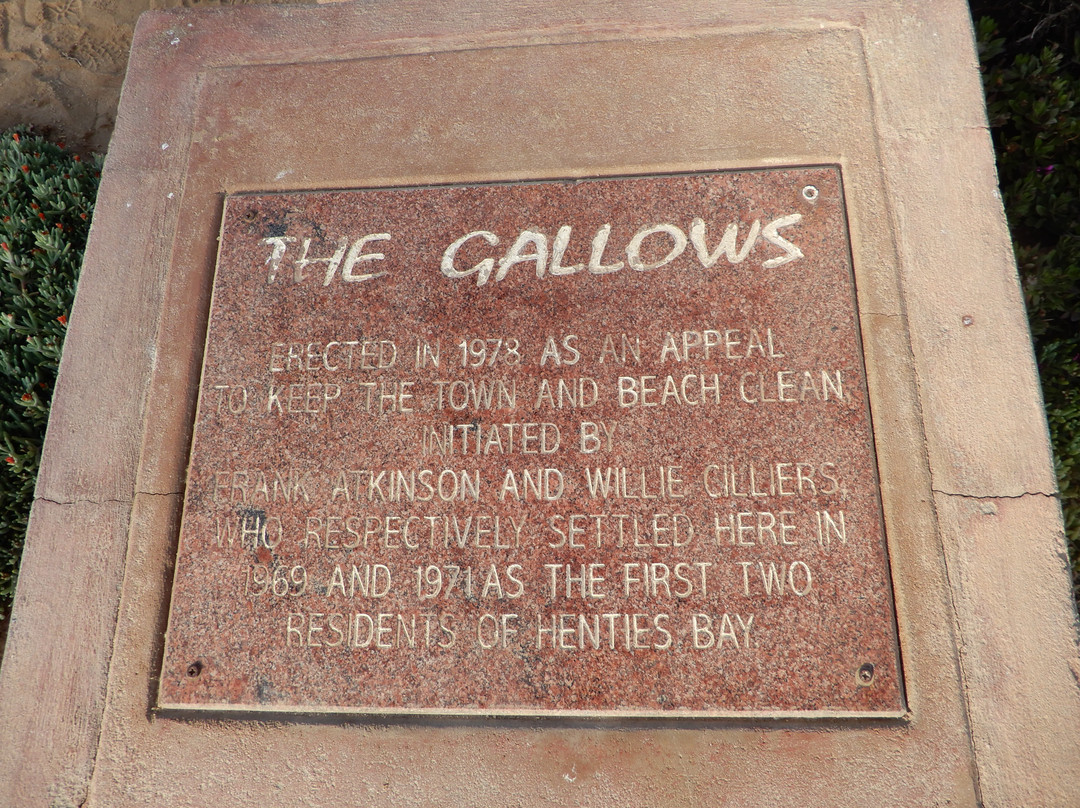 THE GALLOWS
ERECTED IN 1978 AS AN APPEAL
TO KEEP THE TOWN AND BEACH CLEAN,
INITIATED BY
FRANK ATKINSON AND WILLIE CILLIERS,
WHO RESPECTIVELY SETTLED HERE IN
1969 AND 1971 AS THE FIRST TWO
RESIDENTS OF HENTIES BAY